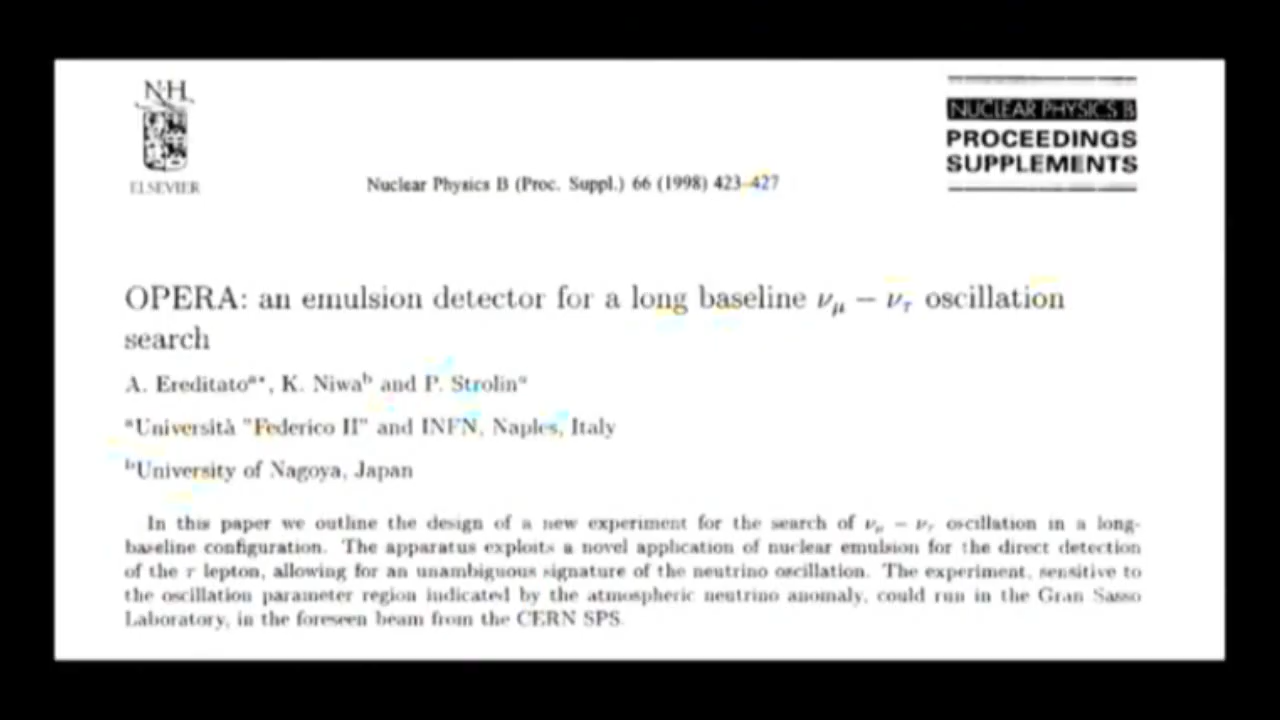 N·H
ELSEVIER
NUCLEAR PHYSICS B
PROCEEDINGS
SUPPLEMENTS
Nuclear Physics B (Proc. Suppl.) 66 (1998) 423-427
OPERA: an emulsion detector for a long baseline νμ − ντ oscillation
search
A. Ereditatoᵃ*, K. Niwaᵇ and P. Strolinᵃ
ᵃUniversità "Federico II" and INFN, Naples, Italy
ᵇUniversity of Nagoya, Japan
In this paper we outline the design of a new experiment for the search of νμ − ντ oscillation in a long-
baseline configuration. The apparatus exploits a novel application of nuclear emulsion for the direct detection
of the τ lepton, allowing for an unambiguous signature of the neutrino oscillation. The experiment, sensitive to
the oscillation parameter region indicated by the atmospheric neutrino anomaly, could run in the Gran Sasso
Laboratory, in the foreseen beam from the CERN SPS.